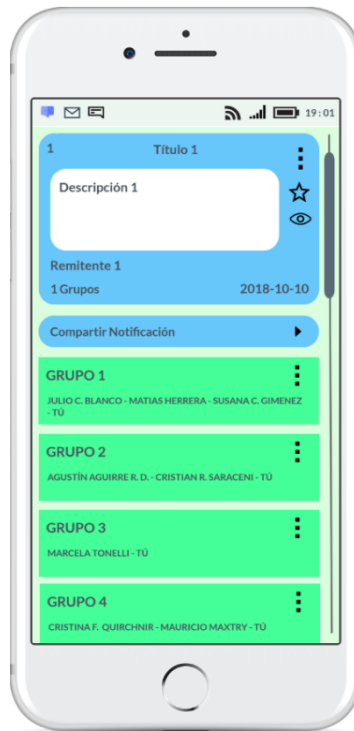 19:01
1 Título 1
Descripción 1
Remitente 1
1 Grupos 2018-10-10
Compartir Notificación
GRUPO 1
JULIO C. BLANCO - MATIAS HERRERA - SUSANA C. GIMENEZ
- TÚ
GRUPO 2
AGUSTÍN AGUIRRE R. D. - CRISTIAN R. SARACENI - TÚ
GRUPO 3
MARCELA TONELLI - TÚ
GRUPO 4
CRISTINA F. QUIRCHNIR - MAURICIO MAXTRY - TÚ